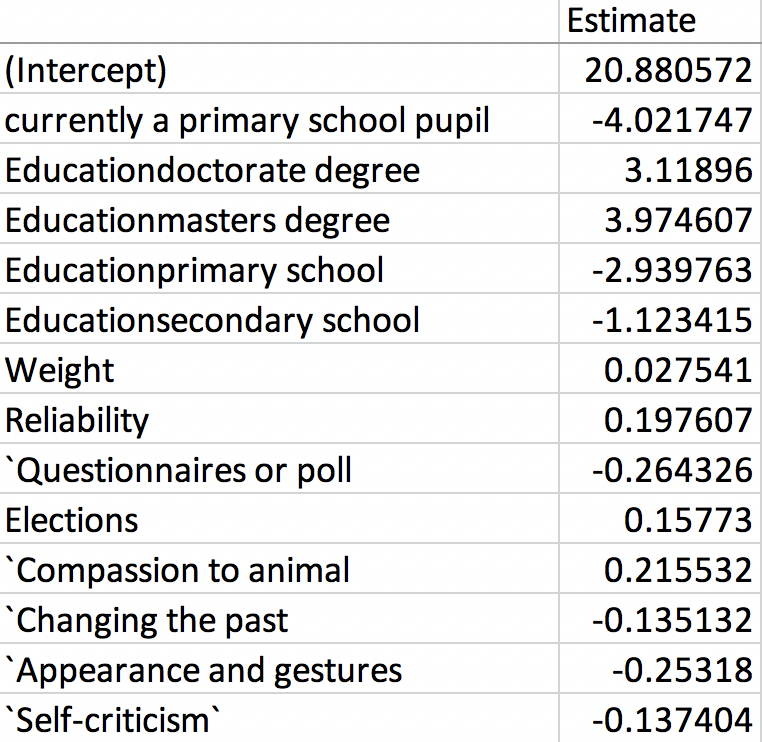 Estimate
(Intercept) 20.880572
currently a primary school pupil -4.021747
Educationdoctorate degree 3.11896
Educationmasters degree 3.974607
Educationprimary school -2.939763
Educationsecondary school -1.123415
Weight 0.027541
Reliability 0.197607
`Questionnaires or poll -0.264326
Elections 0.15773
`Compassion to animal 0.215532
`Changing the past -0.135132
`Appearance and gestures -0.25318
`Self-criticism` -0.137404